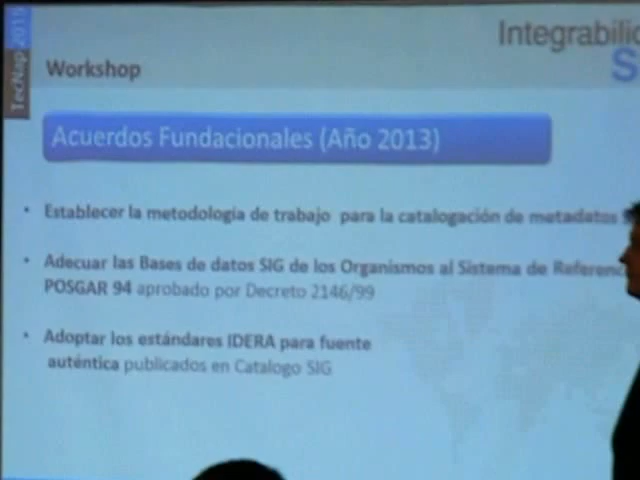 TecNap 2015
Integrabili
S
Workshop
Acuerdos Fundacionales (Año 2013)
• Establecer la metodología de trabajo para la catalogación de metadatos
• Adecuar las Bases de datos SIG de los Organismos al Sistema de Referenc
POSGAR 94 aprobado por Decreto 2146/99
• Adoptar los estándares IDERA para fuente
auténtica publicados en Catalogo SIG